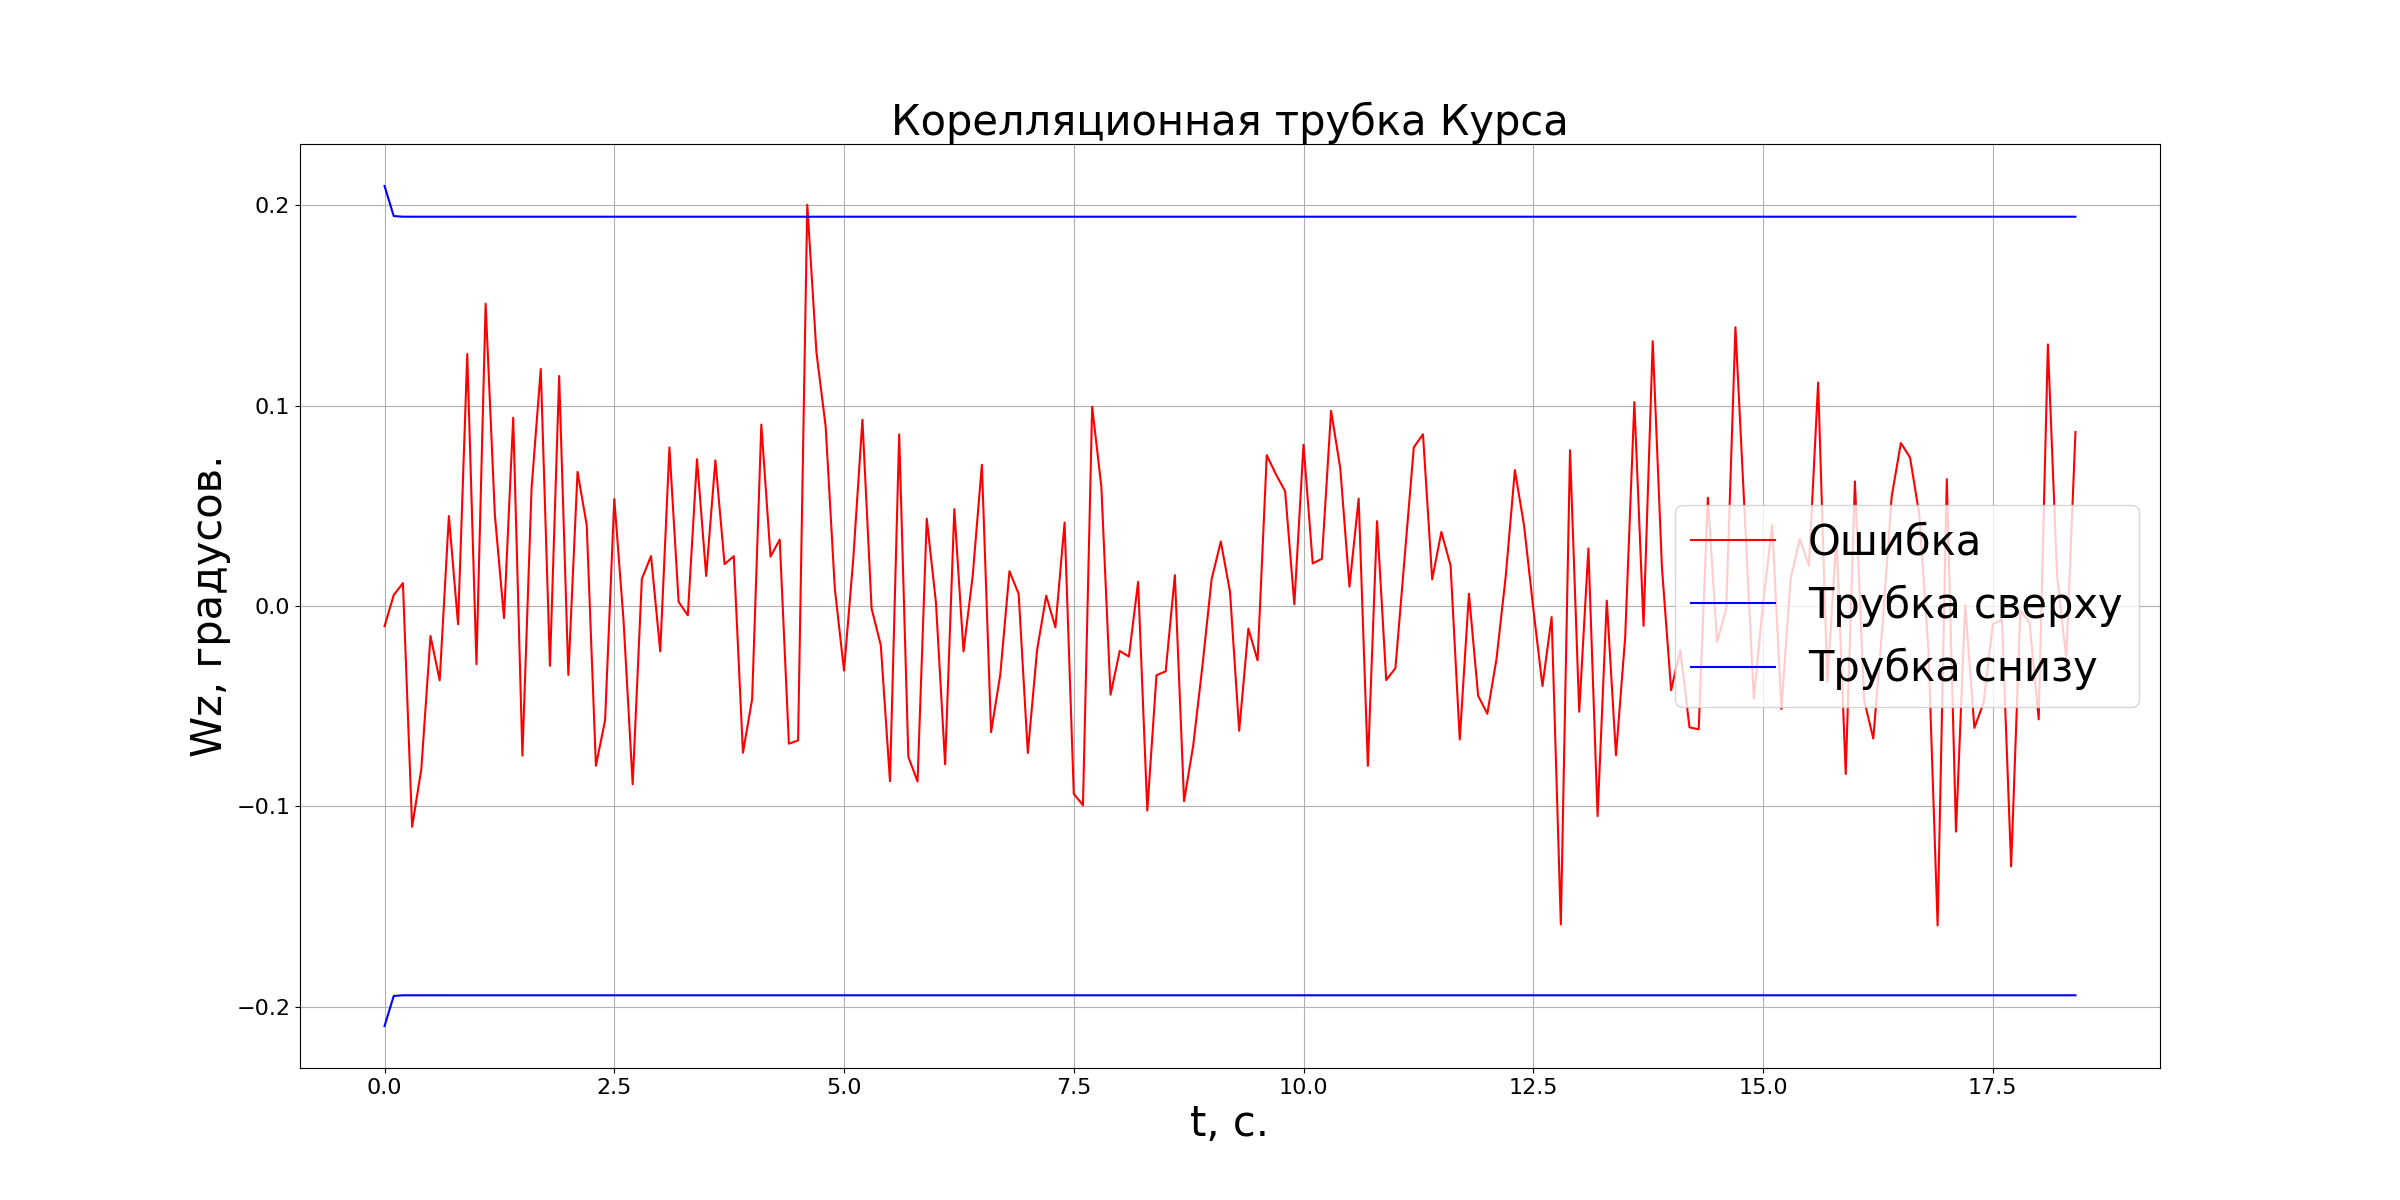 Корелляционная трубка Курса
Wz, градусов.
0.2
0.1
0.0
−0.1
−0.2
Ошибка
Трубка сверху
Трубка снизу
0.0 2.5 5.0 7.5 10.0 12.5 15.0 17.5
t, с.